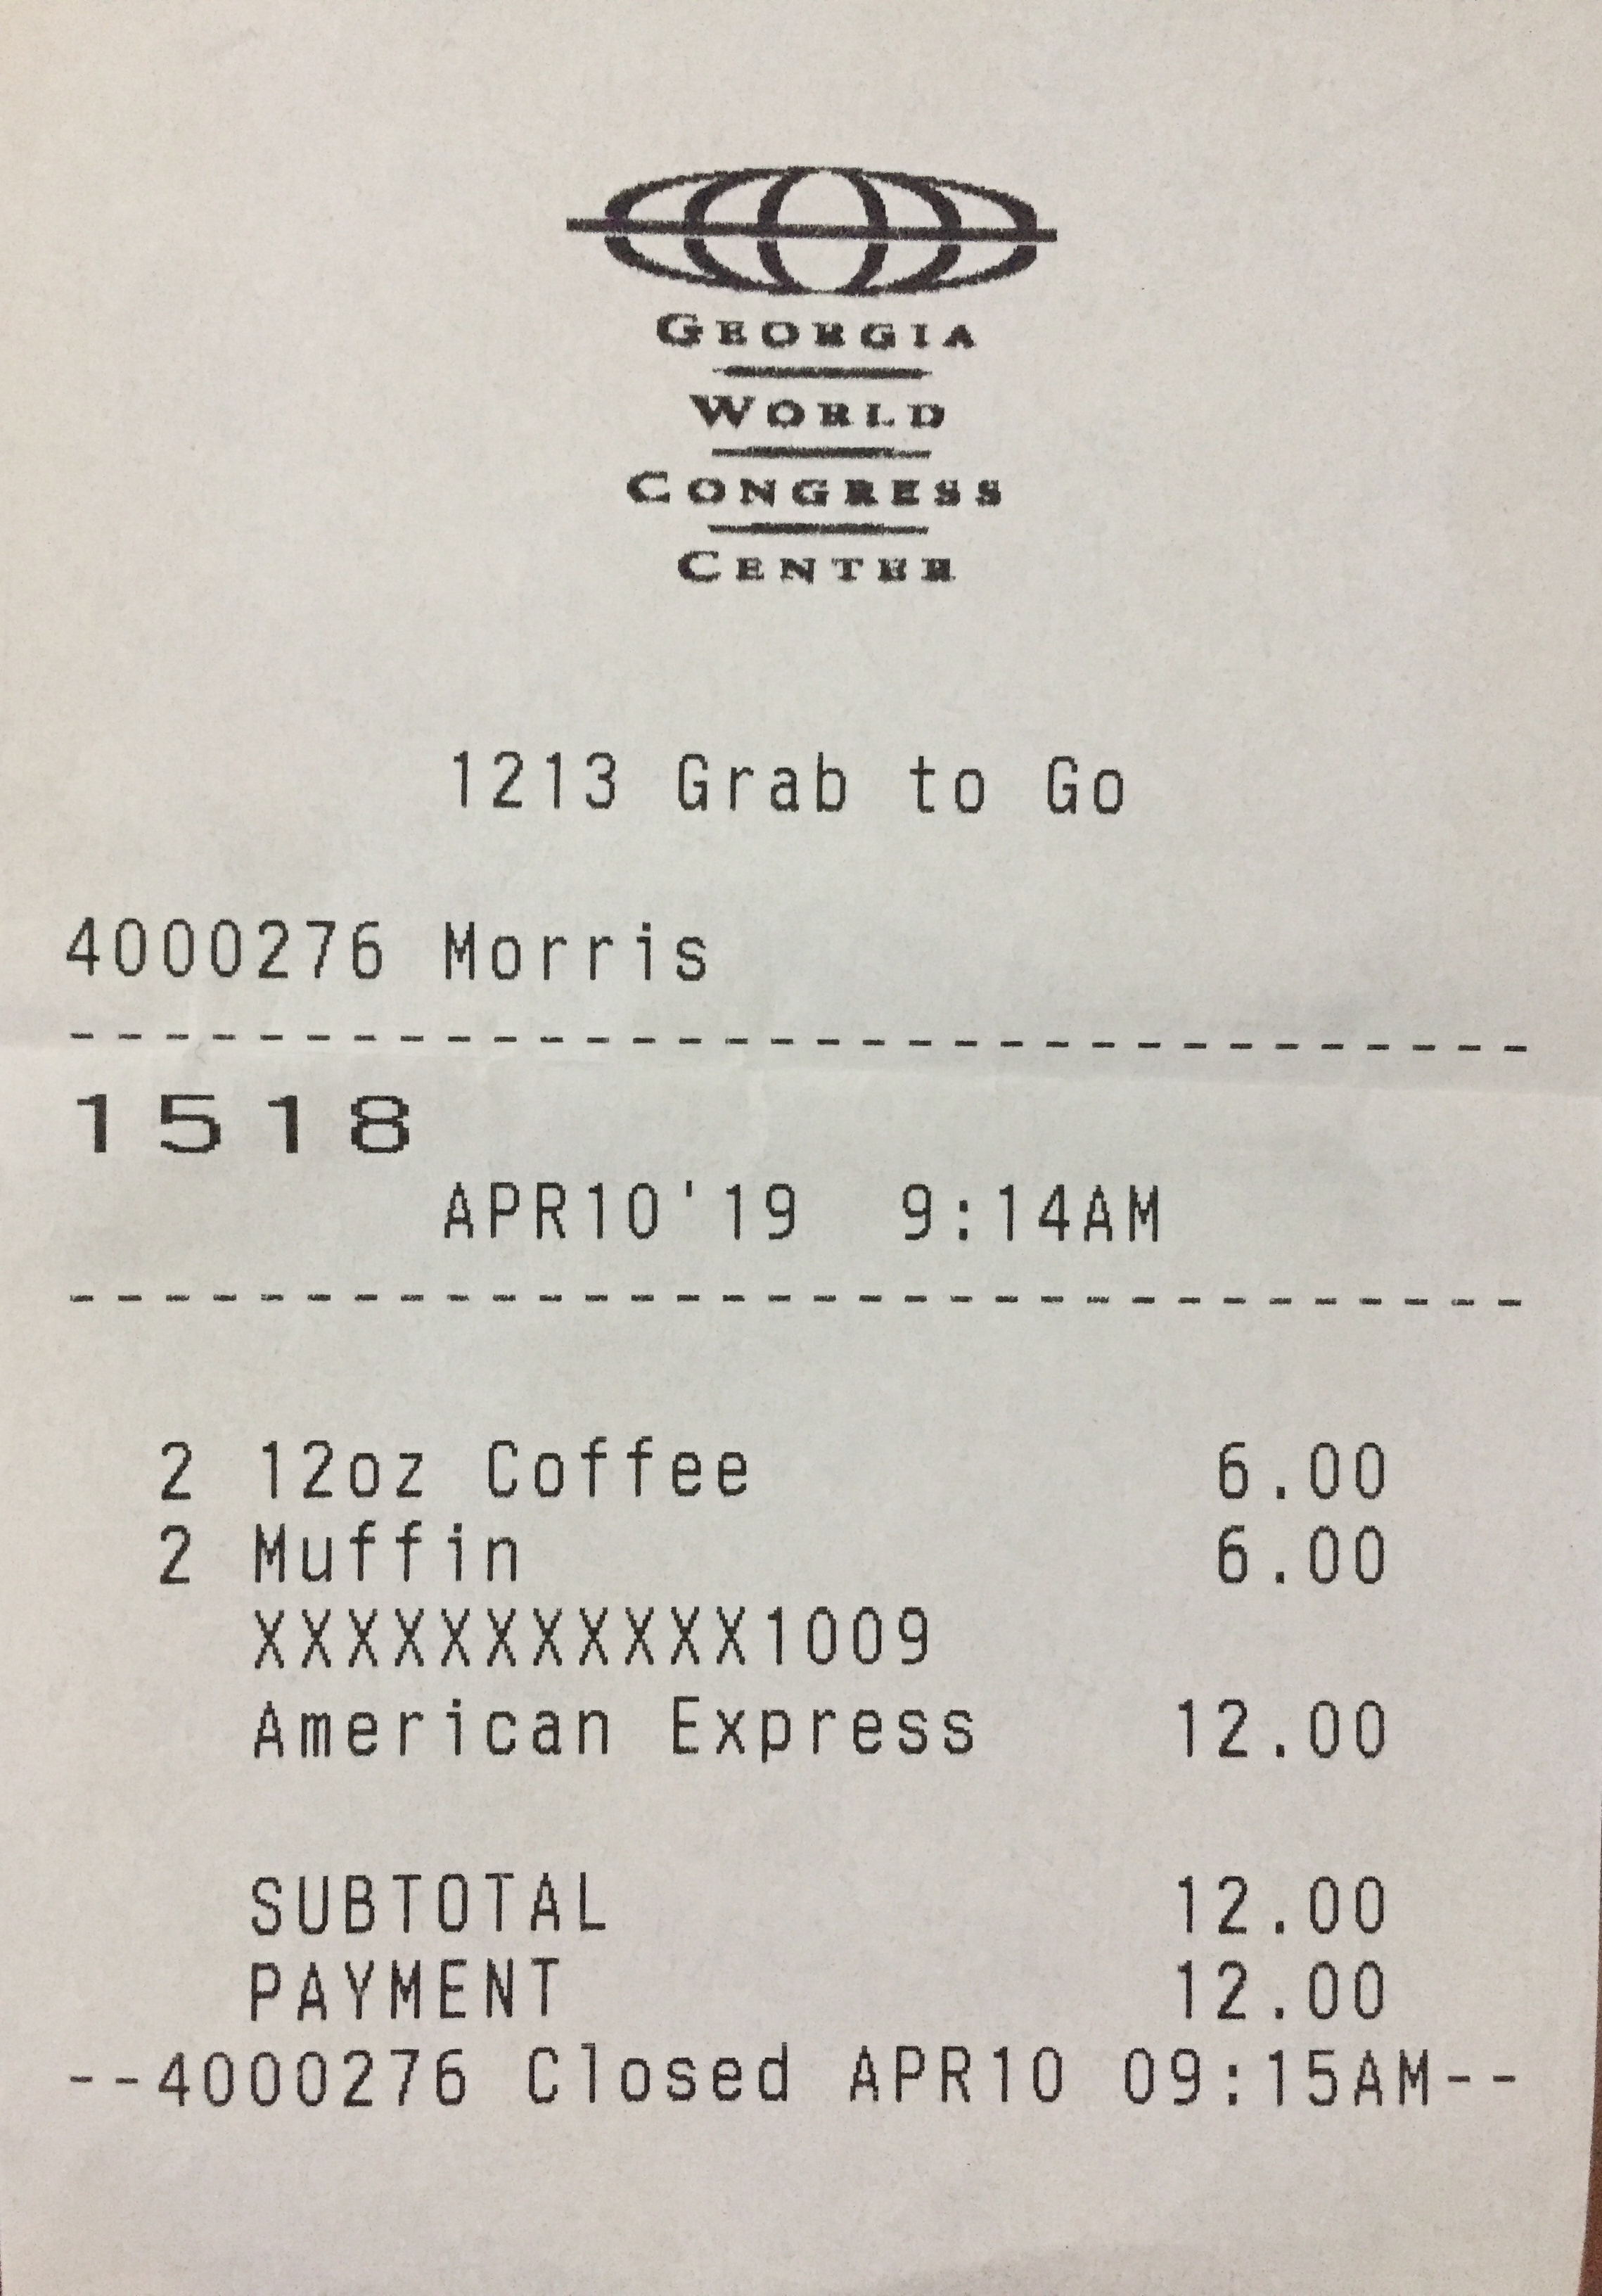 GEORGIA
WORLD
CONGRESS
CENTER
1213 Grab to Go
4000276 Morris
--------------------------------
1518
APR10'19 9:14AM
--------------------------------
2 12oz Coffee 6.00
2 Muffin 6.00
XXXXXXXXXXX1009
American Express 12.00
SUBTOTAL 12.00
PAYMENT 12.00
--4000276 Closed APR10 09:15AM--